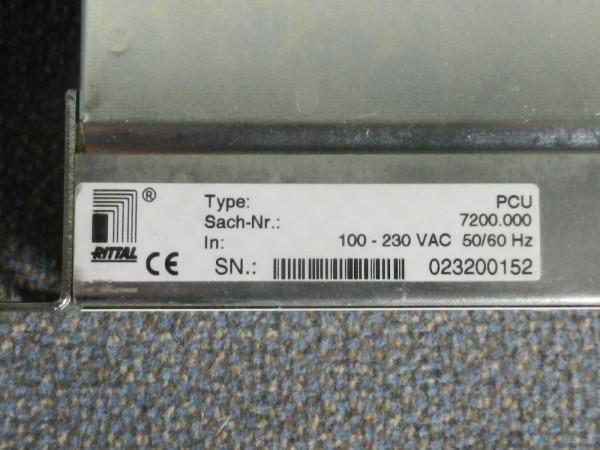 ®
RITTAL
CE
Type: PCU
Sach-Nr.: 7200.000
In: 100 - 230 VAC 50/60 Hz
SN.: 023200152